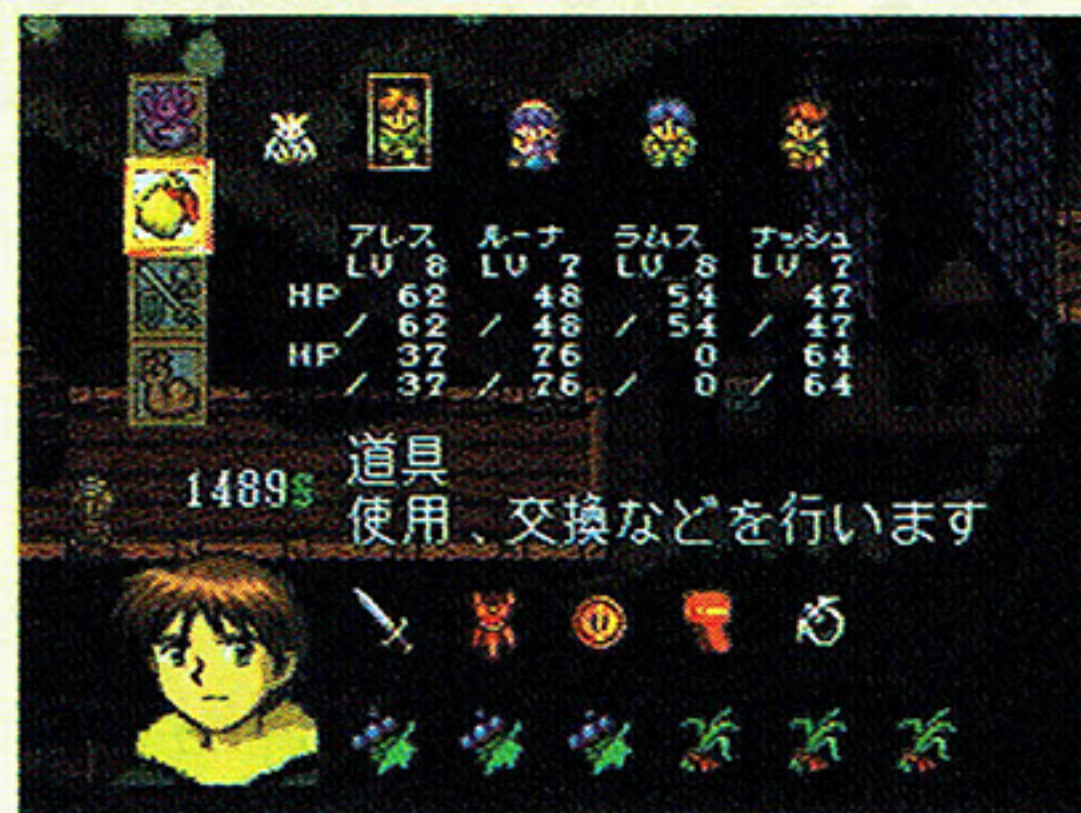 アレス ルーナ ラムス ナッシュ
LV 8 LV 7 LV 8 LV 7
HP 62 48 54 47
/ 62 / 48 / 54 / 47
MP 37 76 0 64
/ 37 / 76 / 0 / 64
道具
1489S
使用、交換などを行います